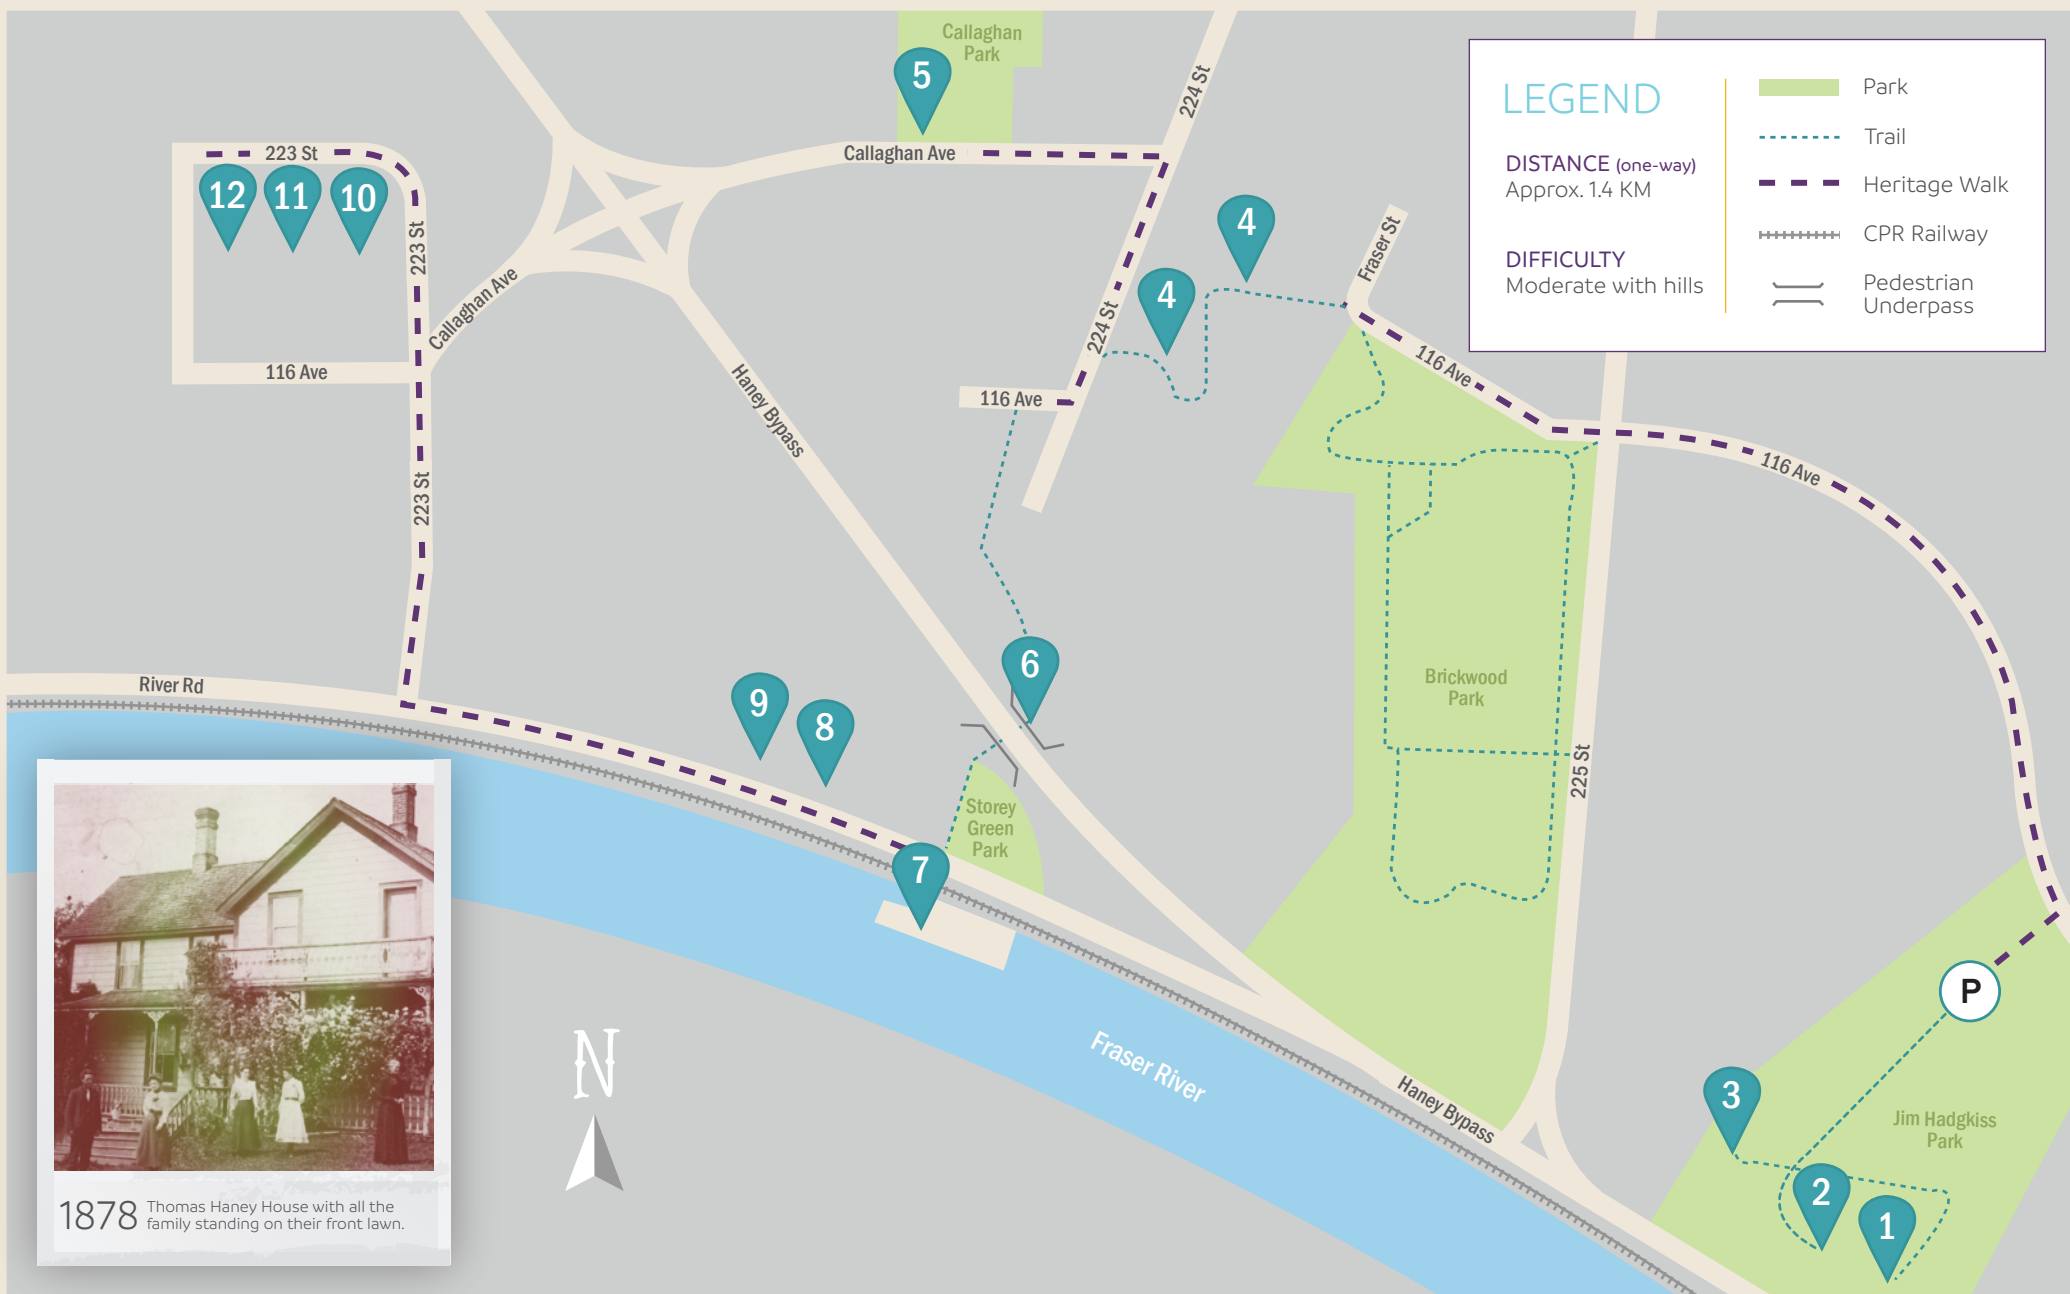 Callaghan
Park
5
224 St
LEGEND
DISTANCE (one-way)
Approx. 1.4 KM
DIFFICULTY
Moderate with hills
Park
Trail
Heritage Walk
CPR Railway
Pedestrian
Underpass
223 St
12
11
10
223 St
Callaghan Ave
Callaghan Ave
116 Ave
223 St
4
4
224 St
116 Ave
Fraser St
116 Ave
116 Ave
Haney Bypass
River Rd
9
8
6
7
Storey
Green
Park
Brickwood
Park
225 St
P
Fraser River
Haney Bypass
3
2
1
Jim Hadgkiss
Park
N
1878
Thomas Haney House with all the
family standing on their front lawn.